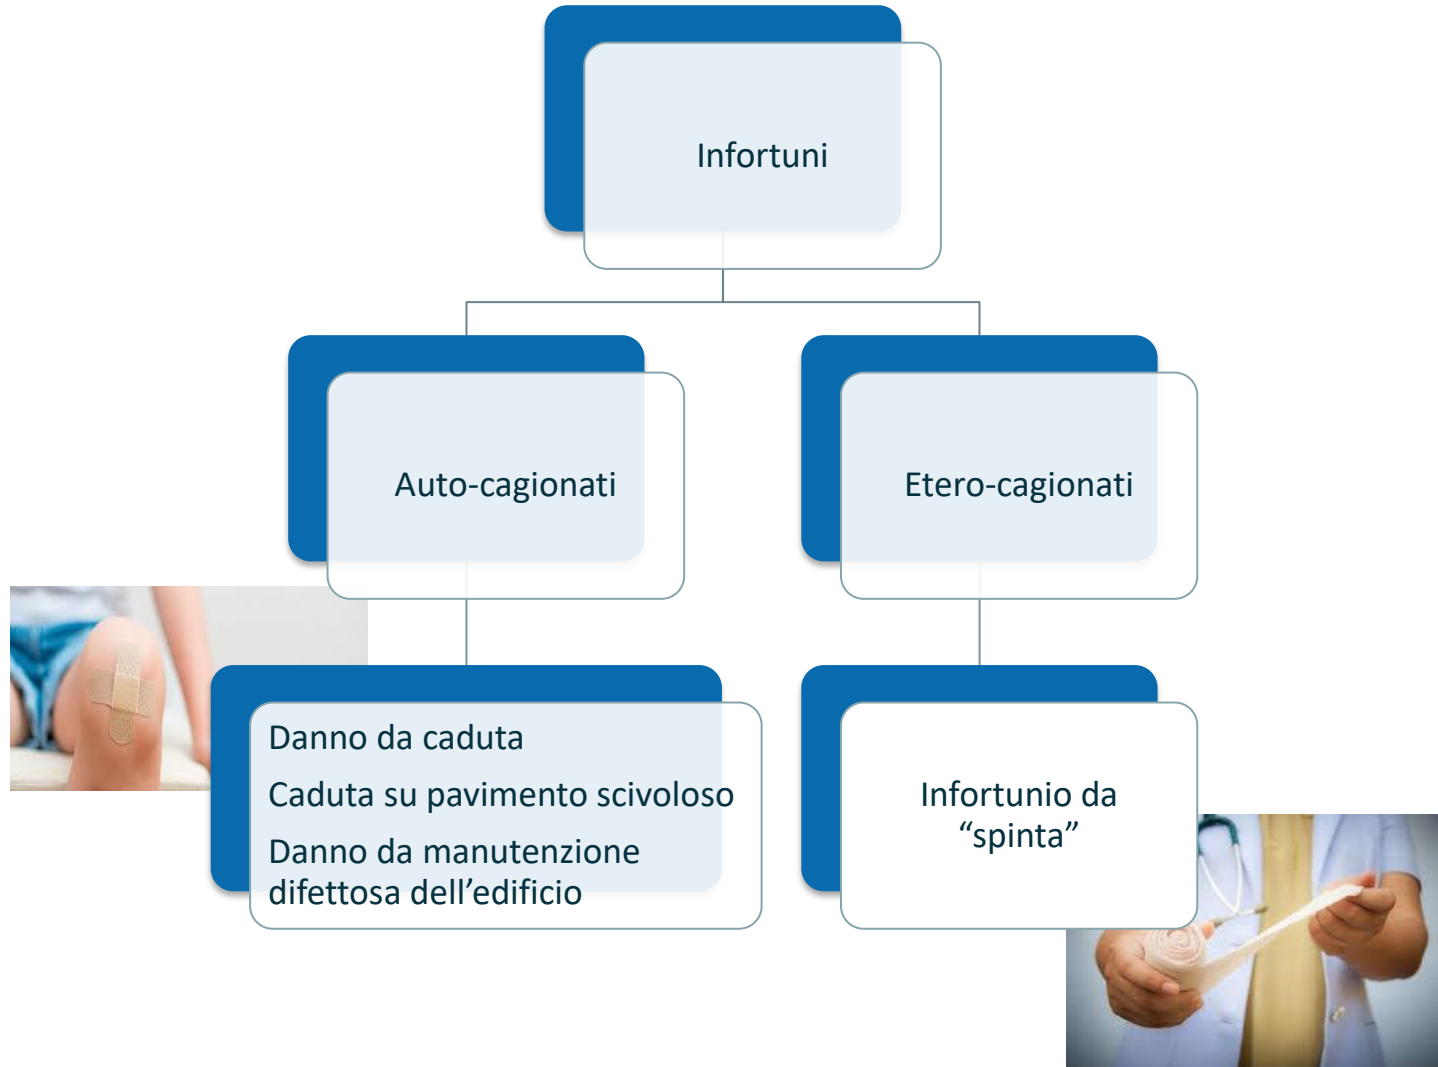 Infortuni
Auto-cagionati
Etero-cagionati
Danno da caduta
Caduta su pavimento scivoloso
Danno da manutenzione
difettosa dell’edificio
Infortunio da
“spinta”